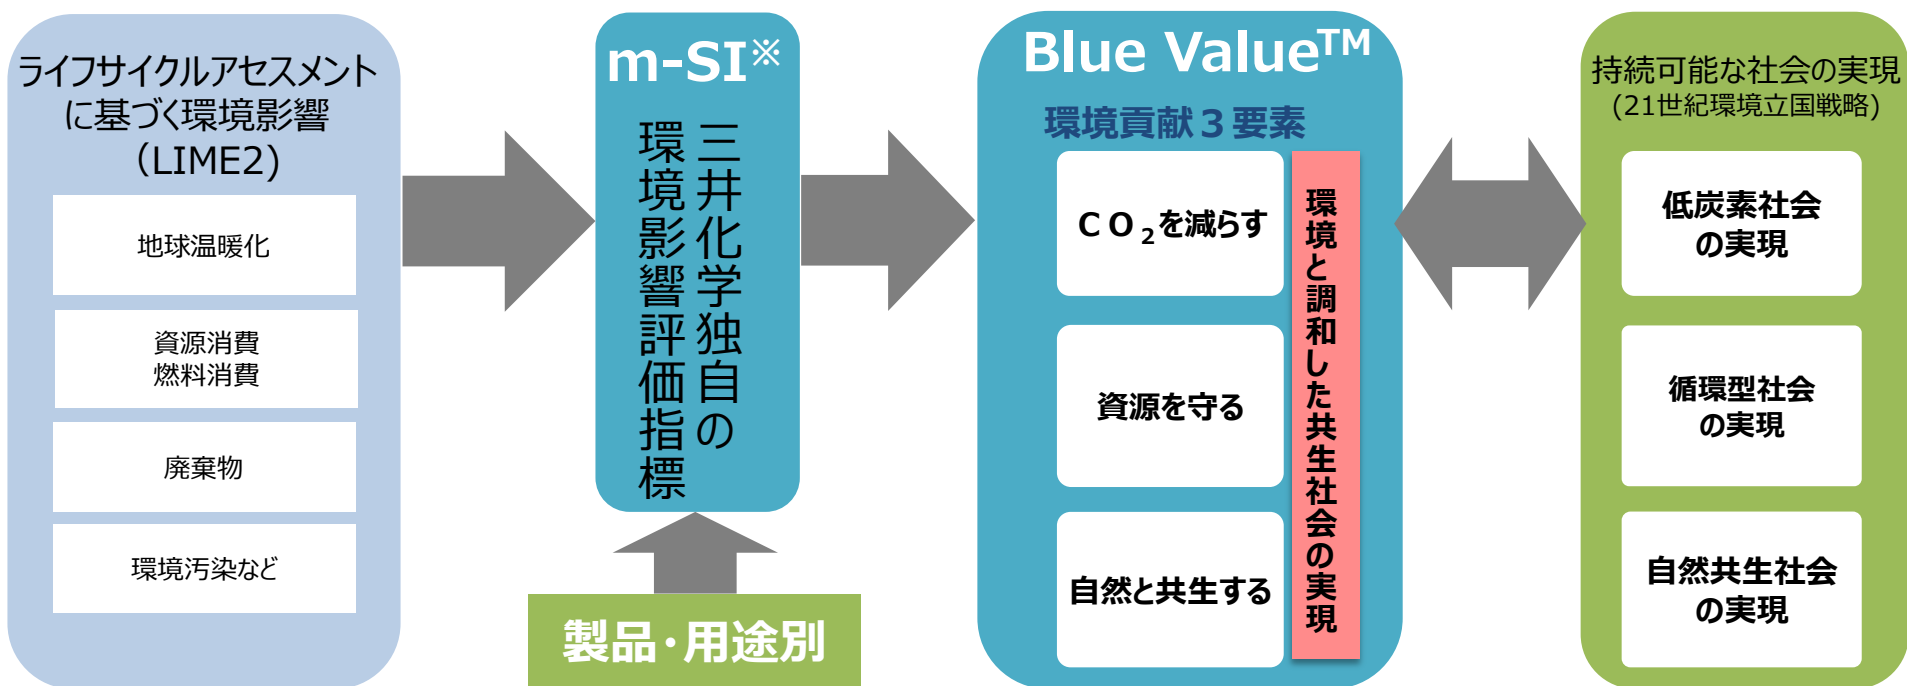 ライフサイクルアセスメント
に基づく環境影響
（LIME2)
地球温暖化
資源消費
燃料消費
廃棄物
環境汚染など
m-SI※
三井化学独自の
環境影響評価指標
製品・用途別
Blue Value™
環境貢献３要素
ＣＯ₂を減らす
資源を守る
自然と共生する
環境と調和した共生社会の実現
持続可能な社会の実現
(21世紀環境立国戦略)
低炭素社会
の実現
循環型社会
の実現
自然共生社会
の実現